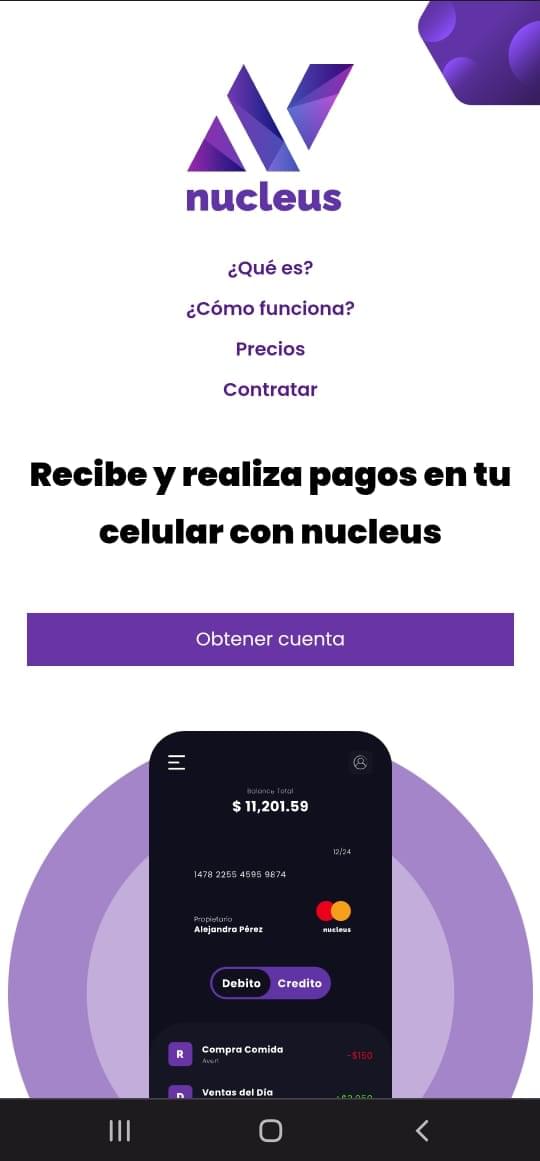 nucleus
¿Qué es?
¿Cómo funciona?
Precios
Contratar
Recibe y realiza pagos en tu
celular con nucleus
Obtener cuenta
Balance Total
$ 11,201.59
12/24
1478 2255 4595 9874
Propietario
Alejandra Pérez
nucleus
Debito Credito
R Compra Comida -$150
Ayer!
Ventas del Día